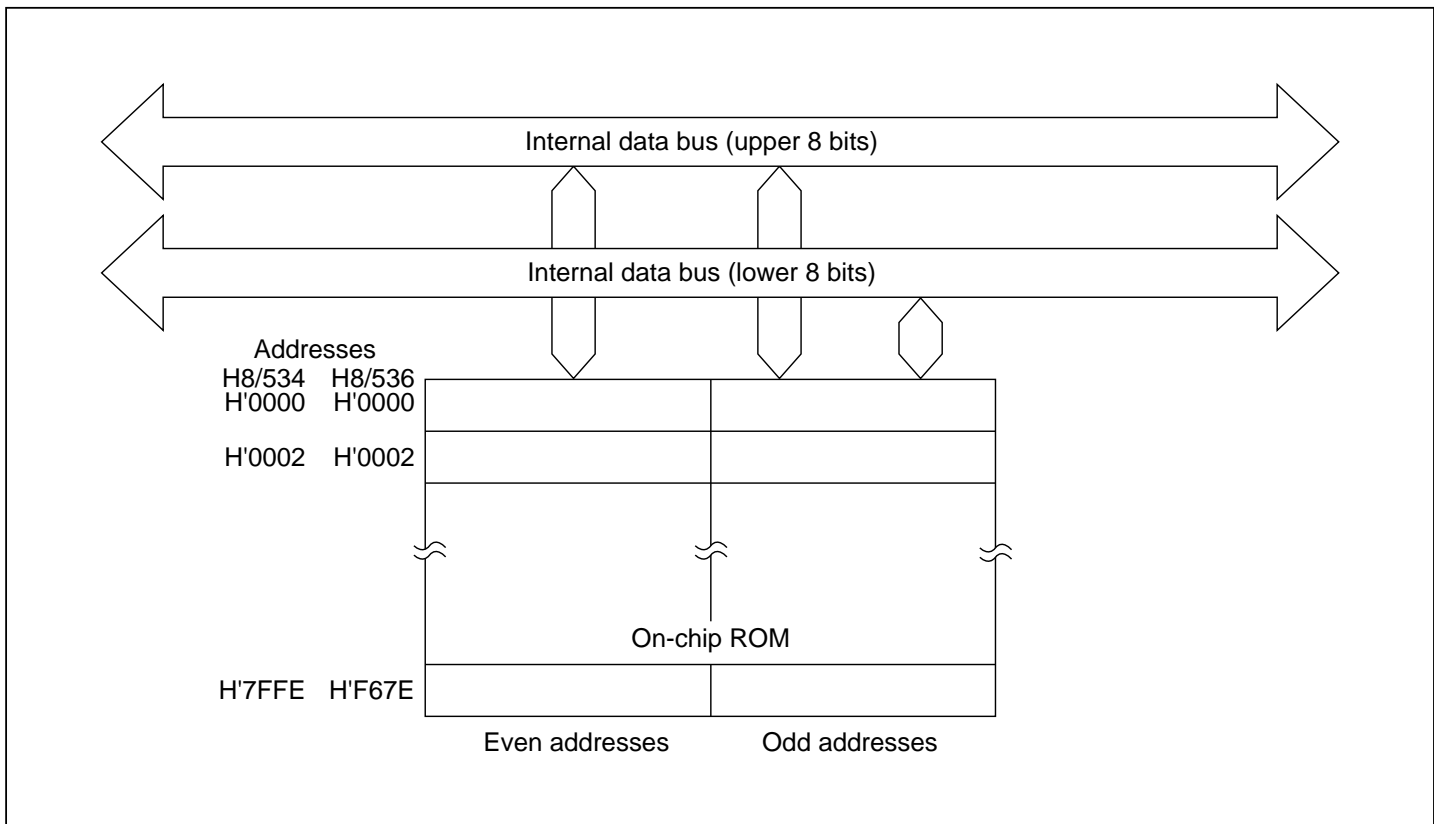 Internal data bus (upper 8 bits)
Internal data bus (lower 8 bits)
Addresses
H8/534 H8/536
H'0000 H'0000
H'0002 H'0002
On-chip ROM
H'7FFE H'F67E
Even addresses Odd addresses